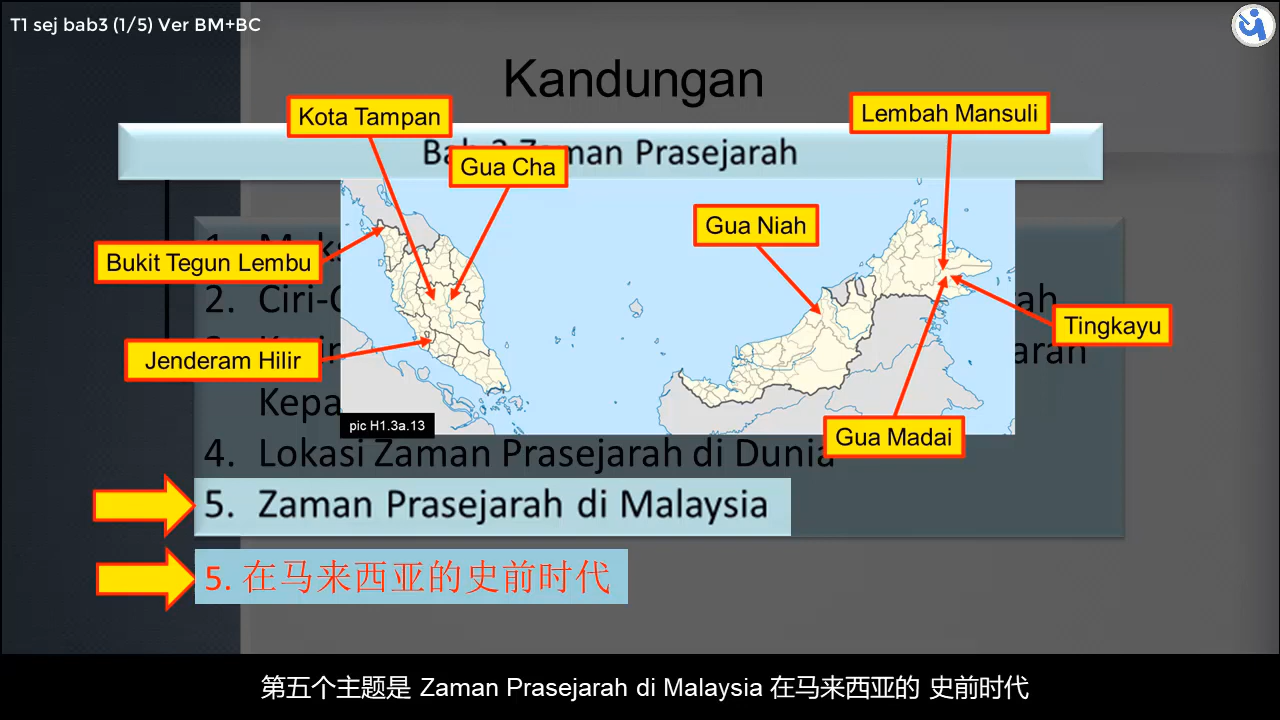 T1 sej bab3 (1/5) Ver BM+BC
Kandungan
Kota Tampan
Lembah Mansuli
Zaman Prasejarah
Gua Cha
Gua Niah
1.
Bukit Tegun Lembu
2.
Tingkayu
Jenderam Hilir
pic H1.3a.13
Gua Madai
4. Lokasi Zaman Prasejarah di Dunia
5. Zaman Prasejarah di Malaysia
5. 在马来西亚的史前时代
第五个主题是 Zaman Prasejarah di Malaysia 在马来西亚的 史前时代